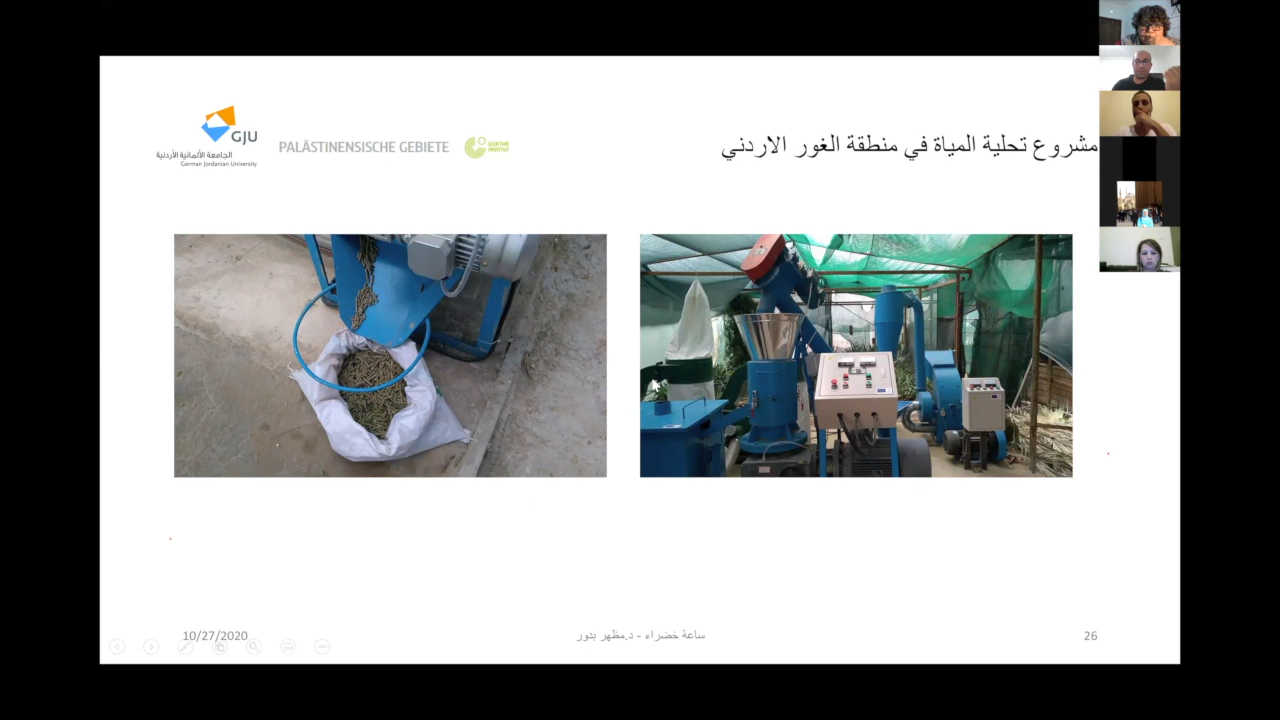 GJU
الجامعة الألمانية الأردنية
German Jordanian University
PALÄSTINENSISCHE GEBIETE
GOETHE
INSTITUT
مشروع تحلية المياة في منطقة الغور الاردني
10/27/2020
ساعة خضراء - د.مظهر بدور
26